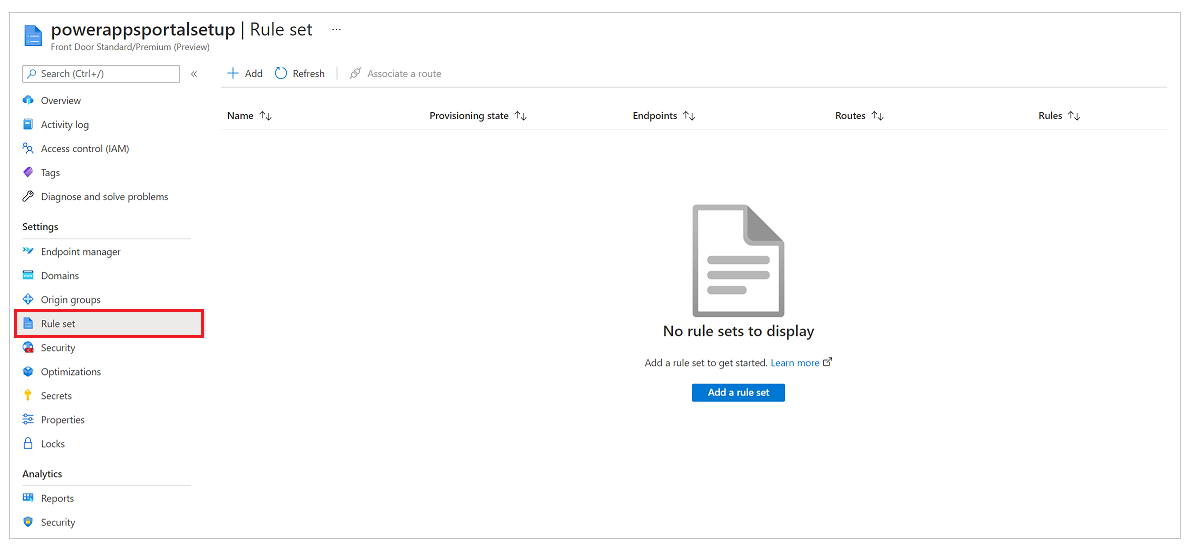 powerappsportalsetup | Rule set ...
Front Door Standard/Premium (Preview)
Search (Ctrl+/) «
Overview
Activity log
Access control (IAM)
Tags
Diagnose and solve problems
Settings
Endpoint manager
Domains
Origin groups
Rule set
Security
Optimizations
Secrets
Properties
Locks
Analytics
Reports
Security
Add Refresh Associate a route
Name Provisioning state Endpoints Routes Rules
No rule sets to display
Add a rule set to get started. Learn more
Add a rule set